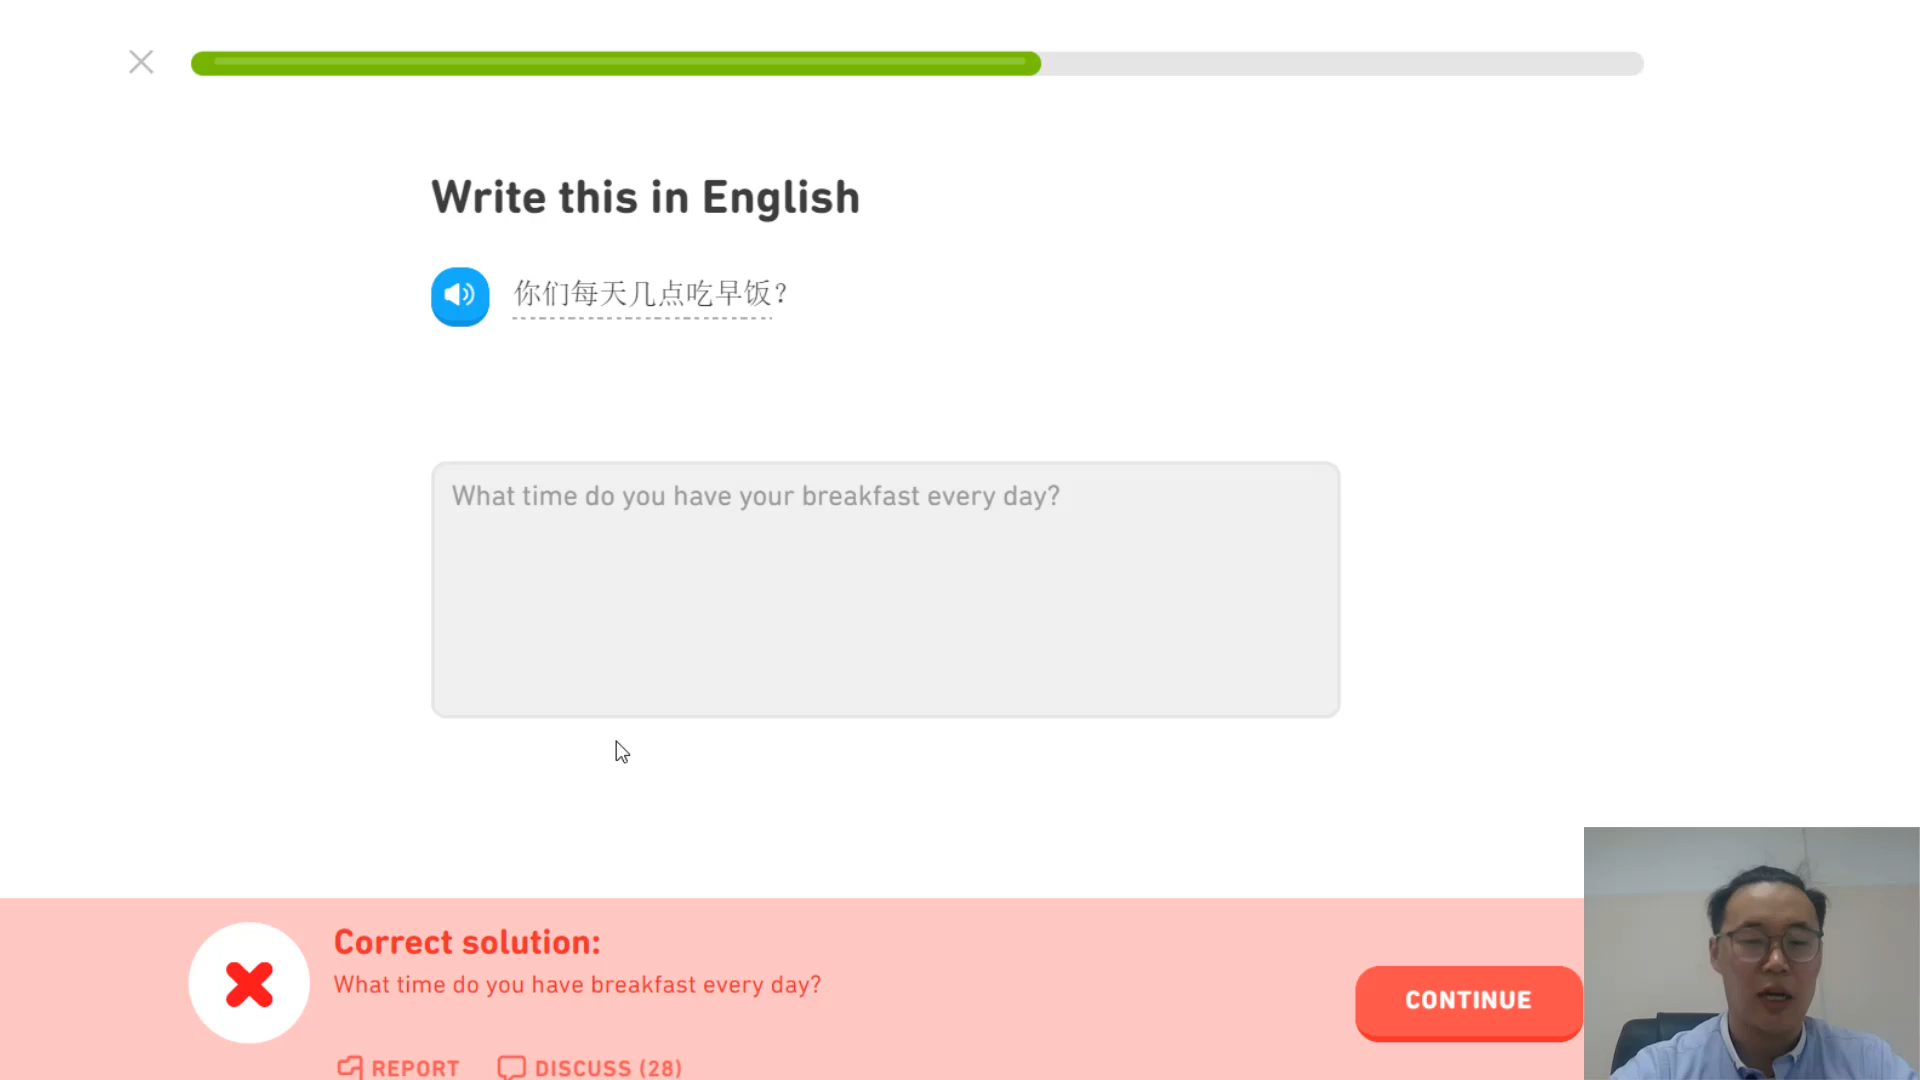 Write this in English
你们每天几点吃早饭?
What time do you have your breakfast every day?
Correct solution:
What time do you have breakfast every day?
CONTINUE
REPORT
DISCUSS (28)